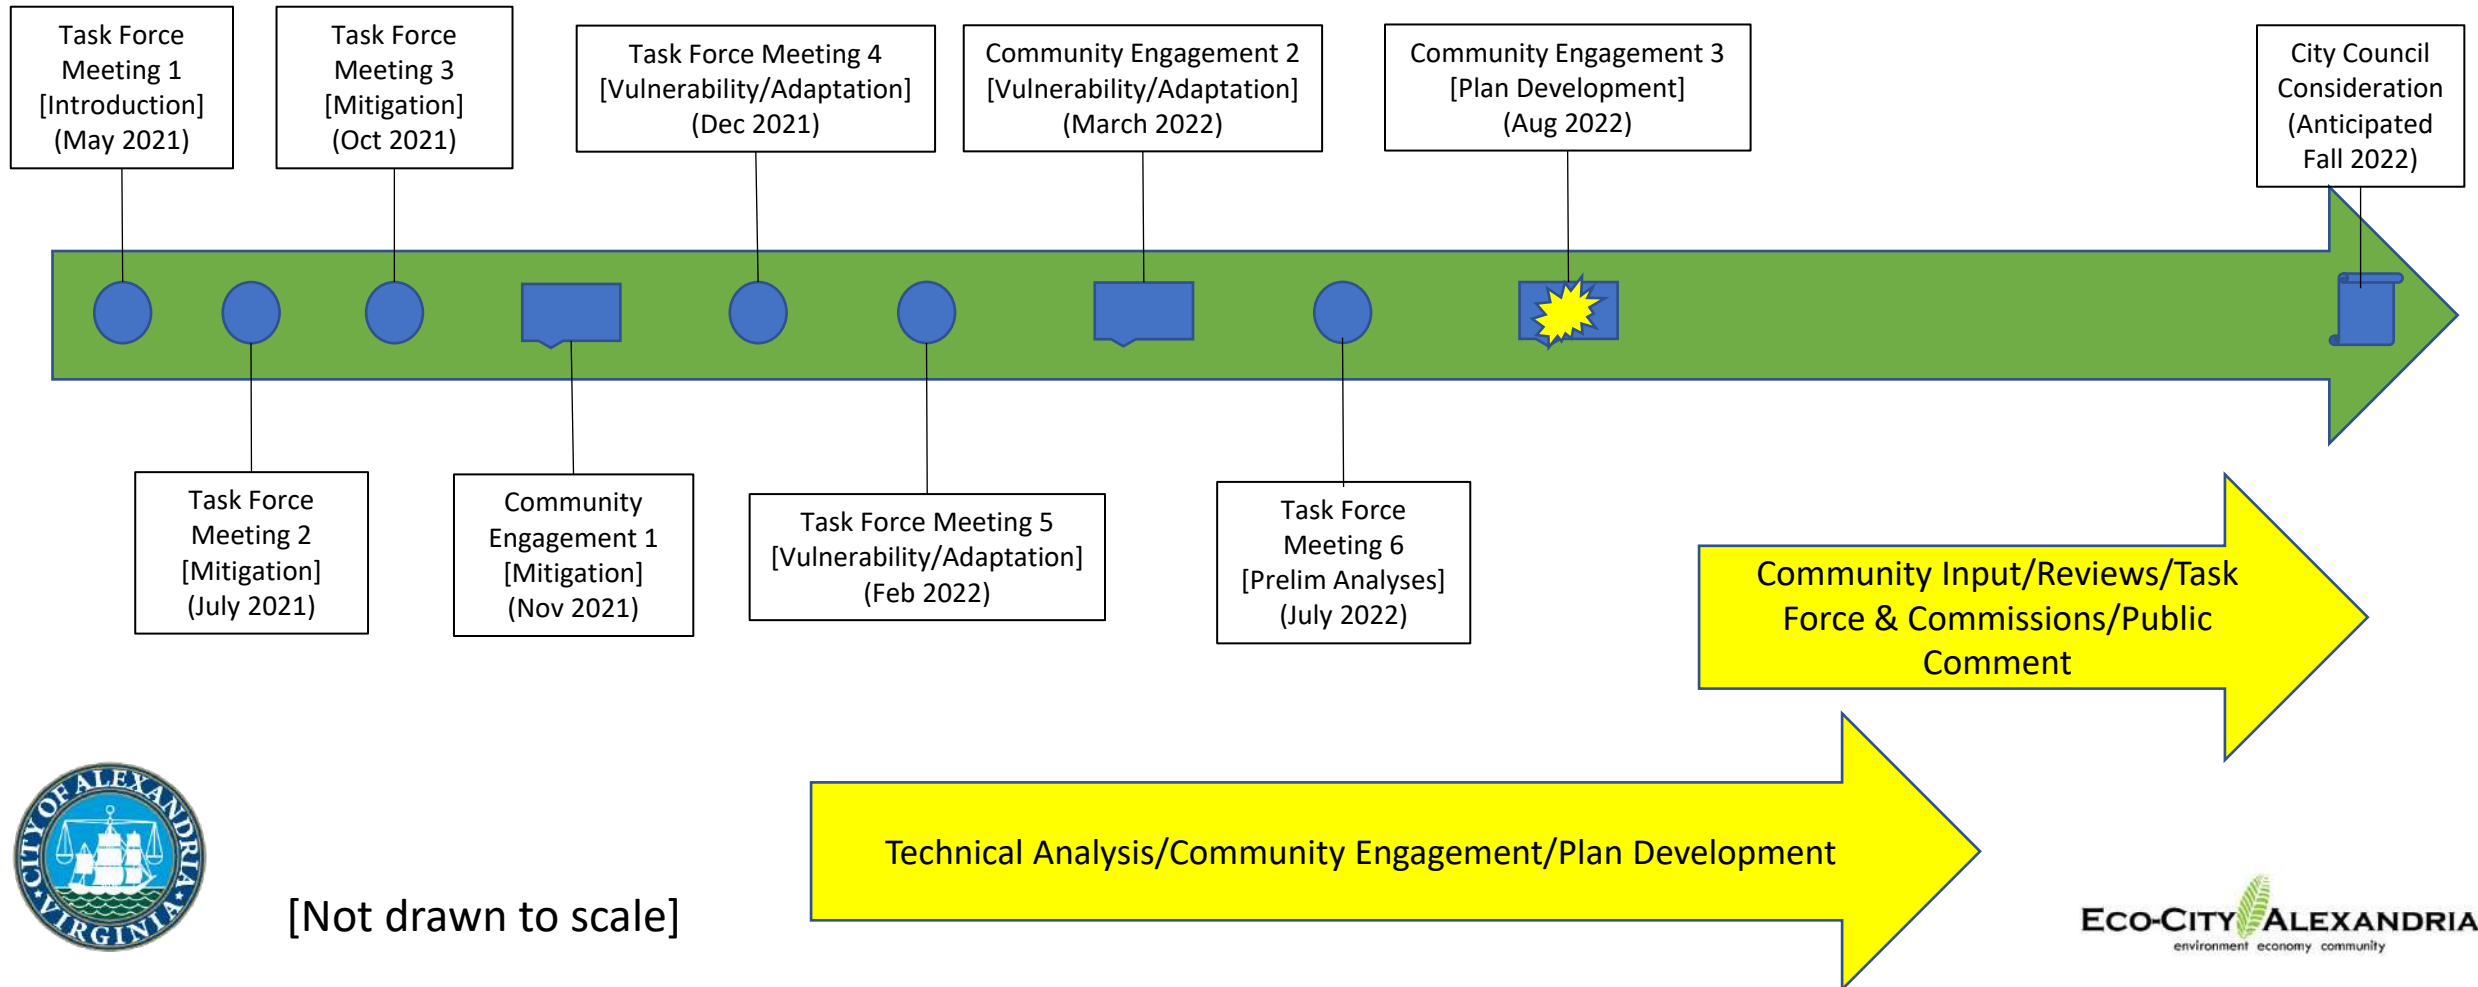 Task Force
Meeting 1
[Introduction]
(May 2021)
Task Force
Meeting 3
[Mitigation]
(Oct 2021)
Task Force Meeting 4
[Vulnerability/Adaptation]
(Dec 2021)
Community Engagement 2
[Vulnerability/Adaptation]
(March 2022)
Community Engagement 3
[Plan Development]
(Aug 2022)
City Council
Consideration
(Anticipated
Fall 2022)
Task Force
Meeting 2
[Mitigation]
(July 2021)
Community
Engagement 1
[Mitigation]
(Nov 2021)
Task Force Meeting 5
[Vulnerability/Adaptation]
(Feb 2022)
Task Force
Meeting 6
[Prelim Analyses]
(July 2022)
Community Input/Reviews/Task
Force & Commissions/Public
Comment
Technical Analysis/Community Engagement/Plan Development
CITY OF ALEXANDRIA
VIRGINIA
[Not drawn to scale]
ECO-CITY ALEXANDRIA
environment economy community